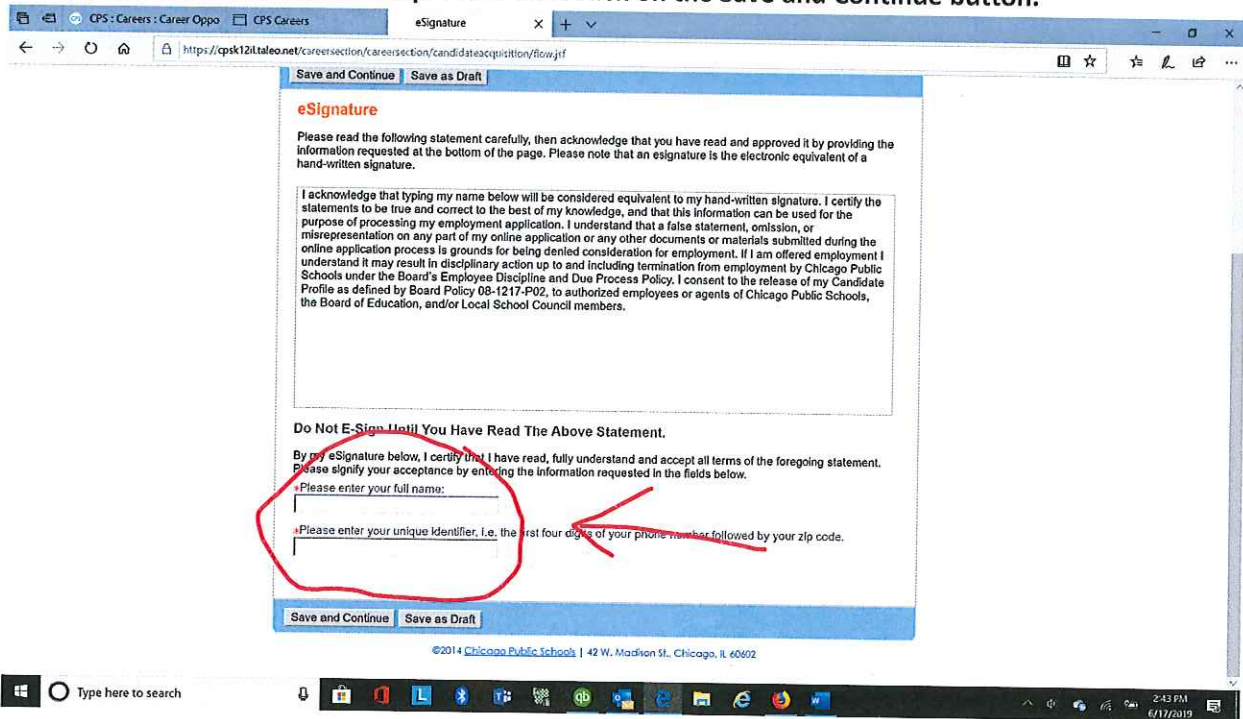 on the Save and Continue button.
CPS : Careers : Career Oppo CPS Careers eSignature
https://cpsk12il.taleo.net/careersection/careersection/candidateacquisition/flow.jsf
Save and Continue Save as Draft
eSignature
Please read the following statement carefully, then acknowledge that you have read and approved it by providing the
information requested at the bottom of the page. Please note that an esignature is the electronic equivalent of a
hand-written signature.
I acknowledge that typing my name below will be considered equivalent to my hand-written signature. I certify the
statements to be true and correct to the best of my knowledge, and that this information can be used for the
purpose of processing my employment application. I understand that a false statement, omission, or
misrepresentation on any part of my online application or any other documents or materials submitted during the
online application process is grounds for being denied consideration for employment. If I am offered employment I
understand it may result in disciplinary action up to and including termination from employment by Chicago Public
Schools under the Board's Employee Discipline and Due Process Policy. I consent to the release of my Candidate
Profile as defined by Board Policy 08-1217-P02, to authorized employees or agents of Chicago Public Schools,
the Board of Education, and/or Local School Council members.
Do Not E-Sign Until You Have Read The Above Statement.
By my eSignature below, I certify that I have read, fully understand and accept all terms of the foregoing statement.
Please signify your acceptance by entering the information requested in the fields below.
*Please enter your full name:
*Please enter your unique identifier, i.e. the first four digits of your phone number followed by your zip code.
Save and Continue Save as Draft
©2014 Chicago Public Schools | 42 W. Madison St., Chicago, IL 60602
Type here to search
2:43 PM
6/17/2019